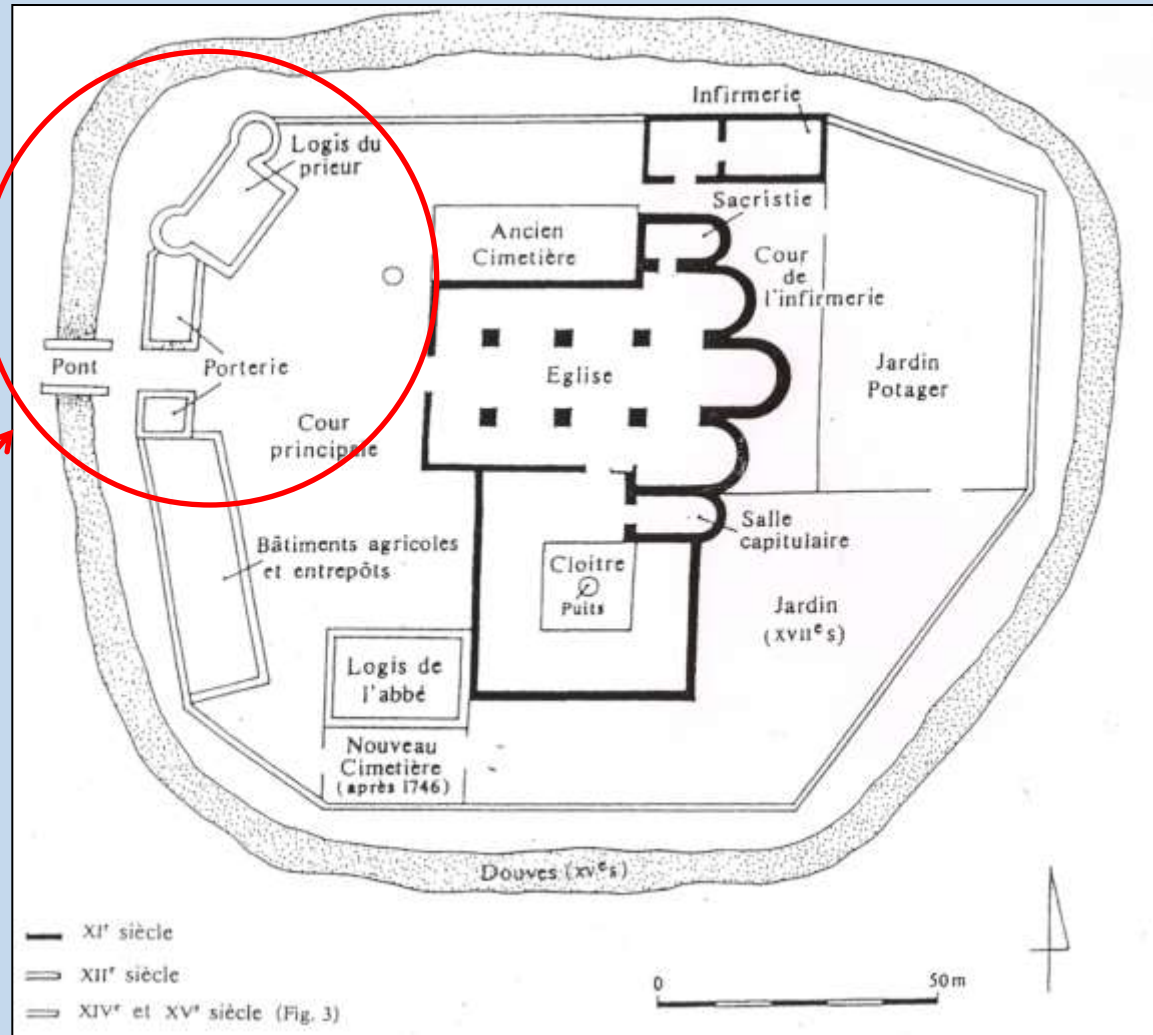 Infirmerie
Logis du
prieur
Sacristie
Ancien
Cimetière
Cour
de
l'infirmerie
Pont
Porterie
Eglise
Jardin
Potager
Cour
principale
Salle
capitulaire
Bâtiments agricoles
et entrepôts
Cloitre
Puits
Jardin
(XVIIe s)
Logis de
l'abbé
Nouveau
Cimetière
(après 1746)
Douves (XVe s)
XIe siècle
XIIe siècle
XIVe et XVe siècle (Fig. 3)
0 50 m